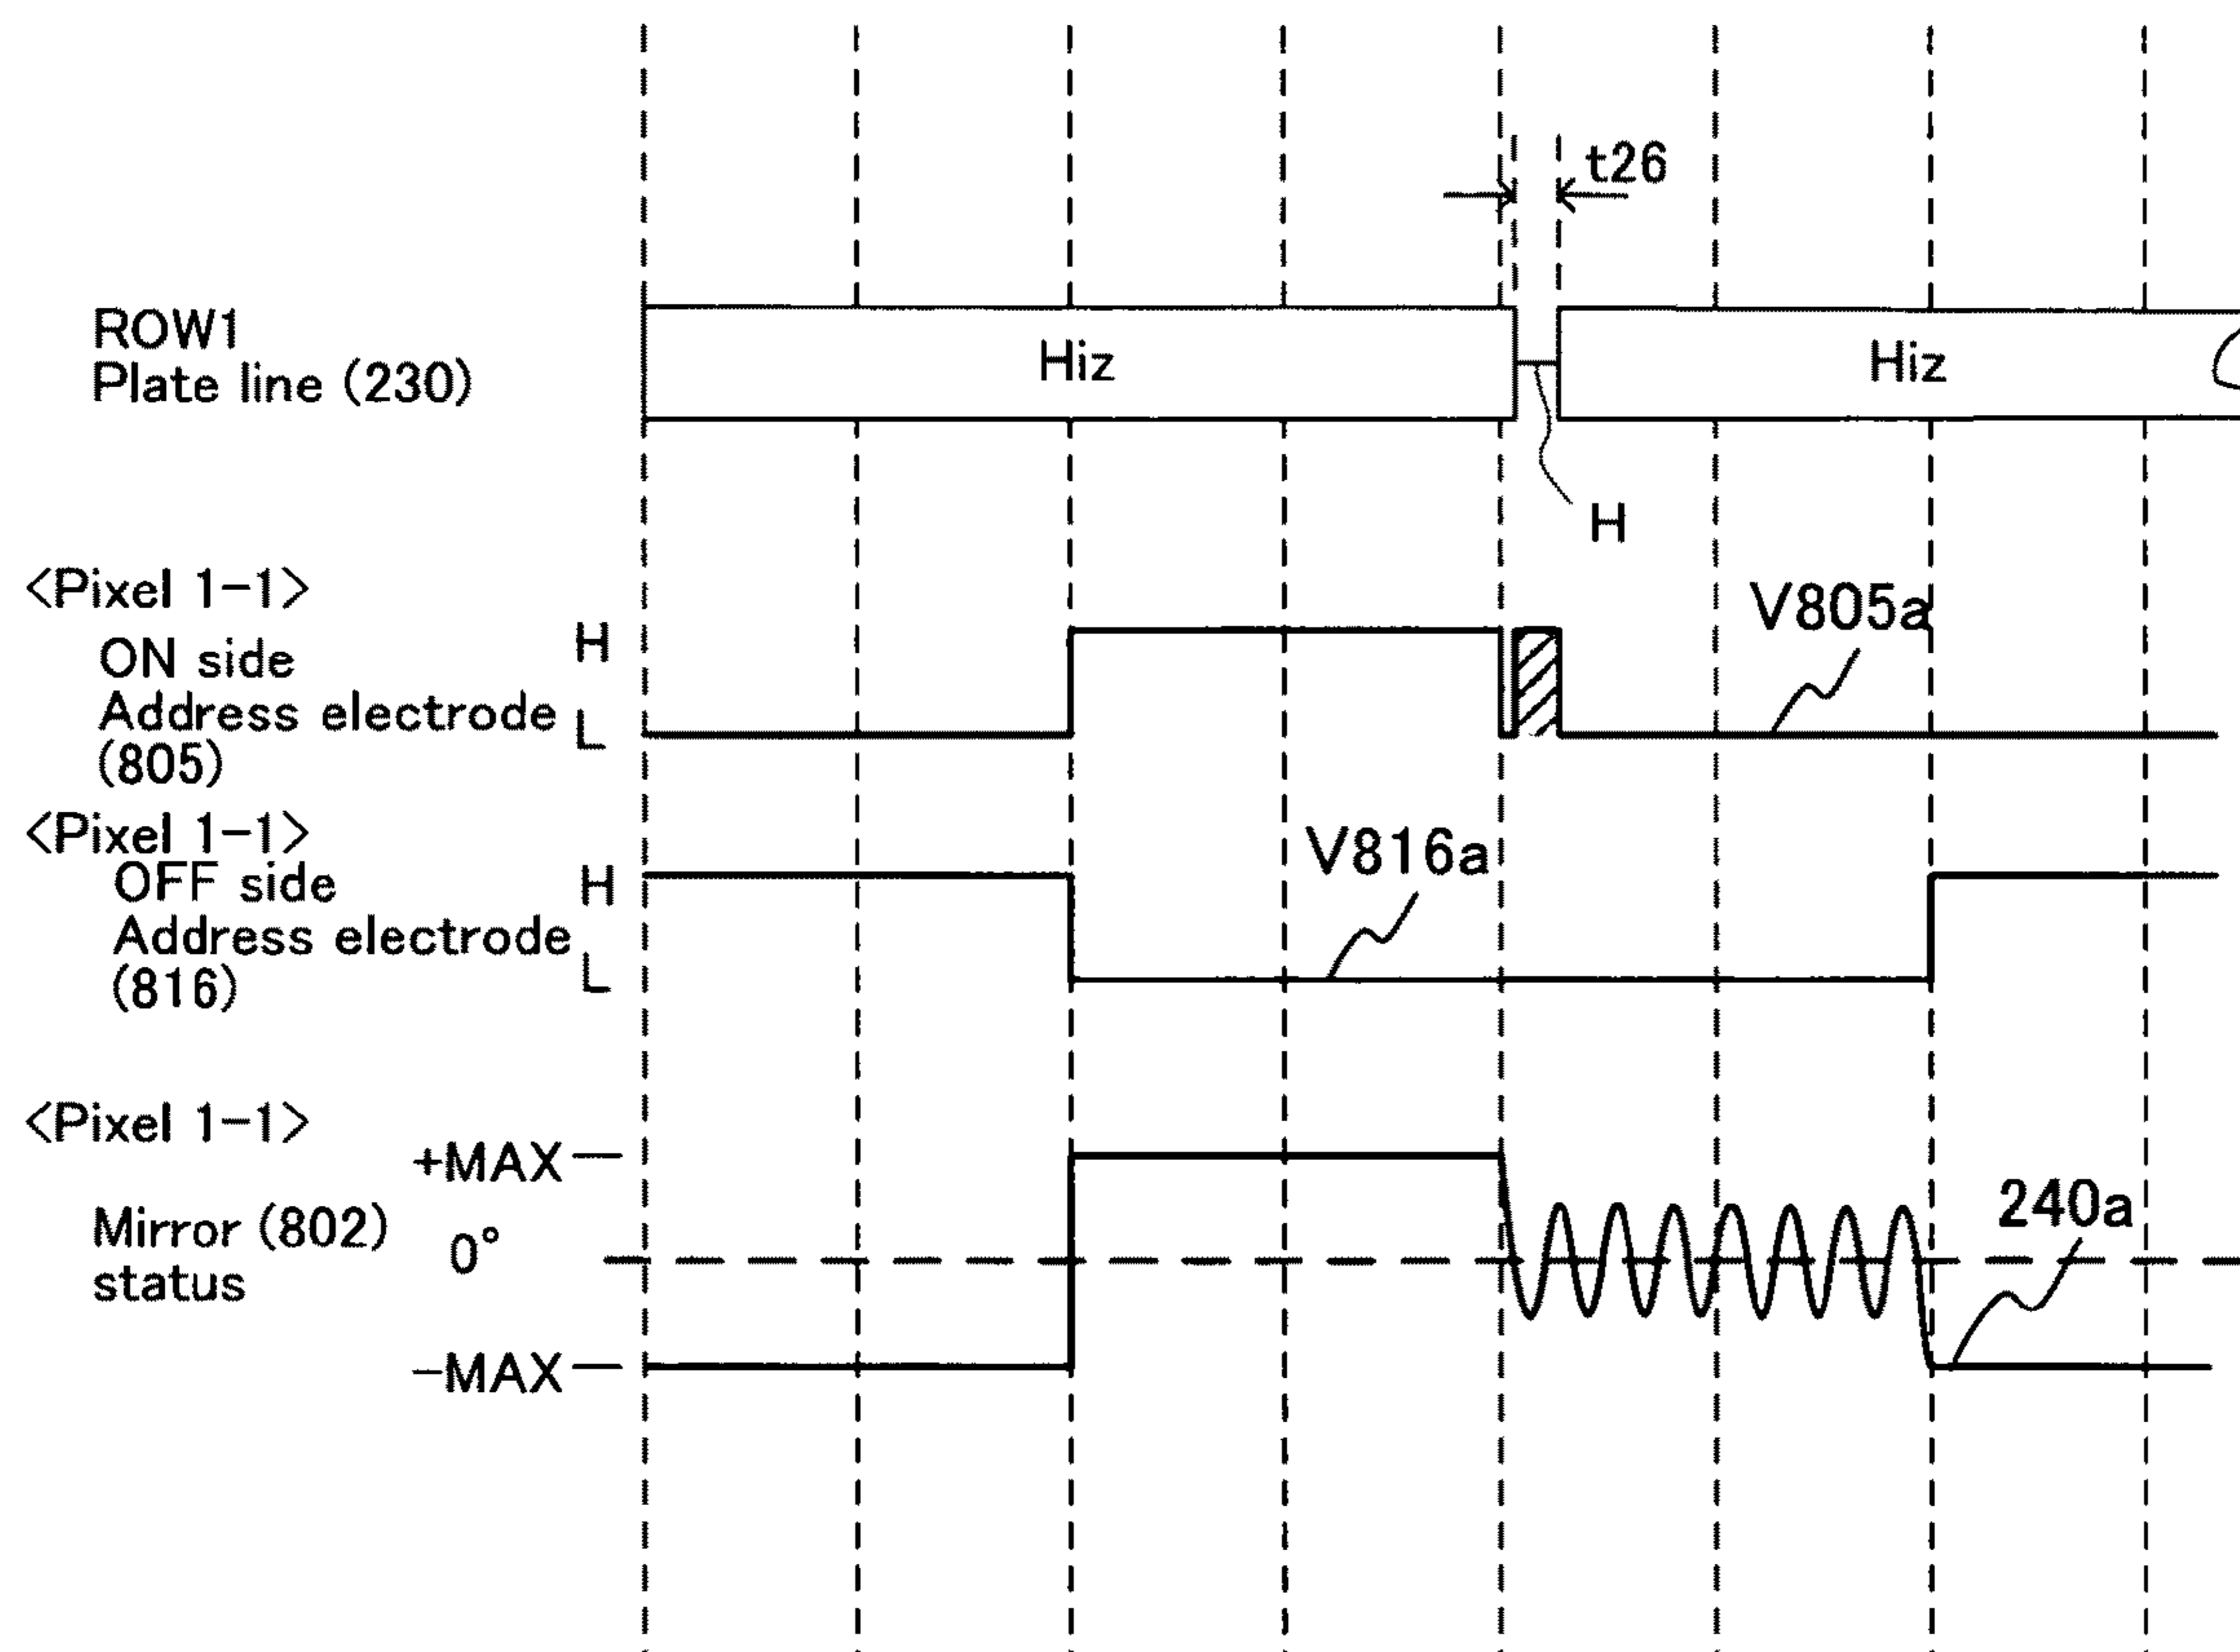 t26
ROW1
Plate line (230)
Hiz
Hiz
H
<Pixel 1-1>
ON side
Address electrode
(805)
H
L
V805a
<Pixel 1-1>
OFF side
Address electrode
(816)
H
L
V816a
<Pixel 1-1>
+MAX
Mirror (802)
status
0°
-MAX
240a